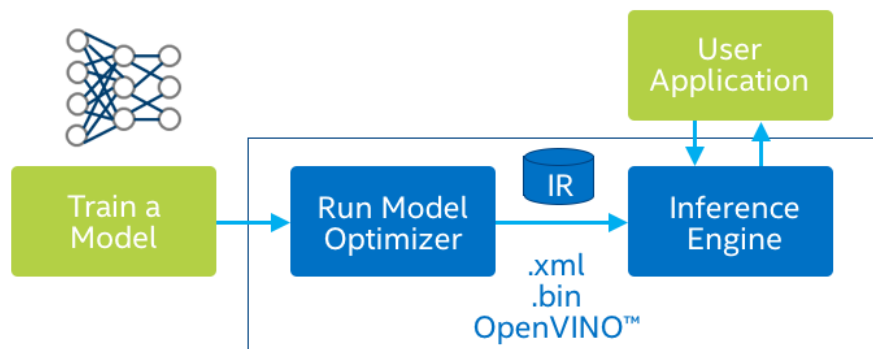 User
Application
Train a
Model
Run Model
Optimizer
IR
.xml
.bin
OpenVINO™
Inference
Engine